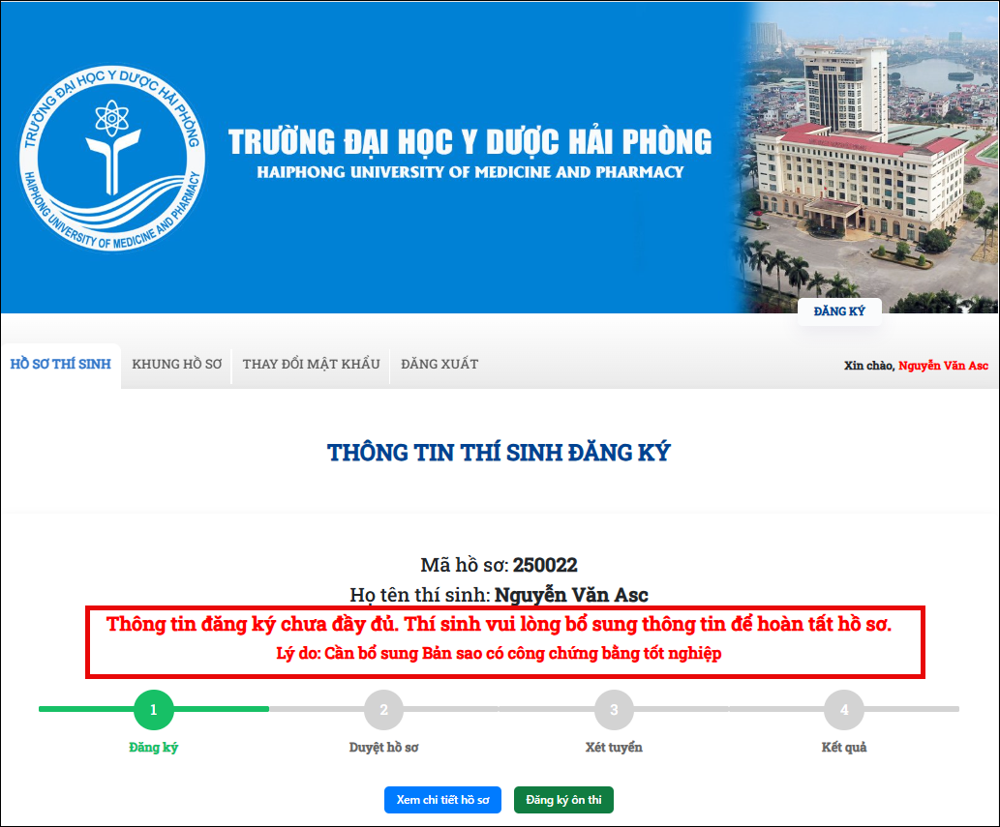 TRƯỜNG ĐẠI HỌC Y DƯỢC HẢI PHÒNG
HAIPHONG UNIVERSITY OF MEDICINE AND PHARMACY
TRƯỜNG ĐẠI HỌC Y DƯỢC HẢI PHÒNG
HAIPHONG UNIVERSITY OF MEDICINE AND PHARMACY
ĐĂNG KÝ
HỒ SƠ THÍ SINH KHUNG HỒ SƠ THAY ĐỔI MẬT KHẨU ĐĂNG XUẤT Xin chào, Nguyễn Văn Asc
THÔNG TIN THÍ SINH ĐĂNG KÝ
Mã hồ sơ: 250022
Họ tên thí sinh: Nguyễn Văn Asc
Thông tin đăng ký chưa đầy đủ. Thí sinh vui lòng bổ sung thông tin để hoàn tất hồ sơ.
Lý do: Cần bổ sung Bản sao có công chứng bằng tốt nghiệp
1 2 3 4
Đăng ký Duyệt hồ sơ Xét tuyển Kết quả
Xem chi tiết hồ sơ Đăng ký ôn thi